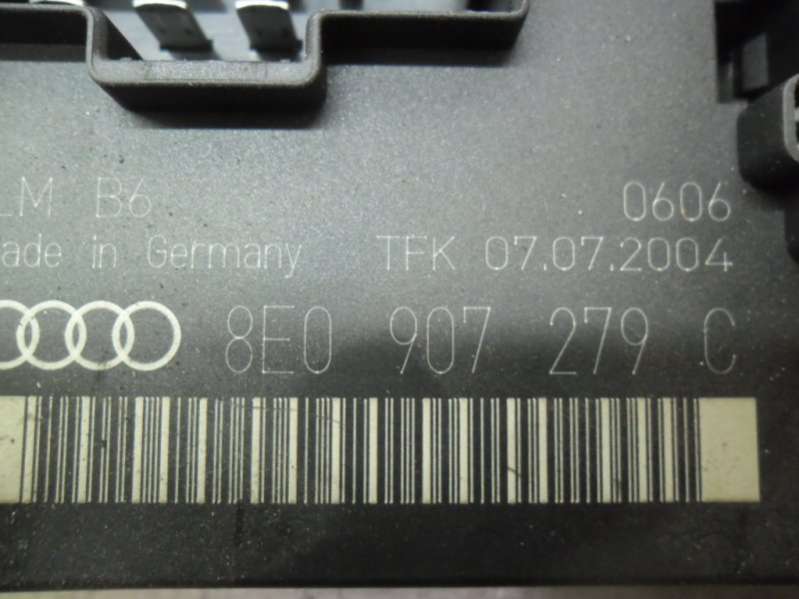 LM B6 0606
ade in Germany TFK 07.07.2004
8E0 907 279 C